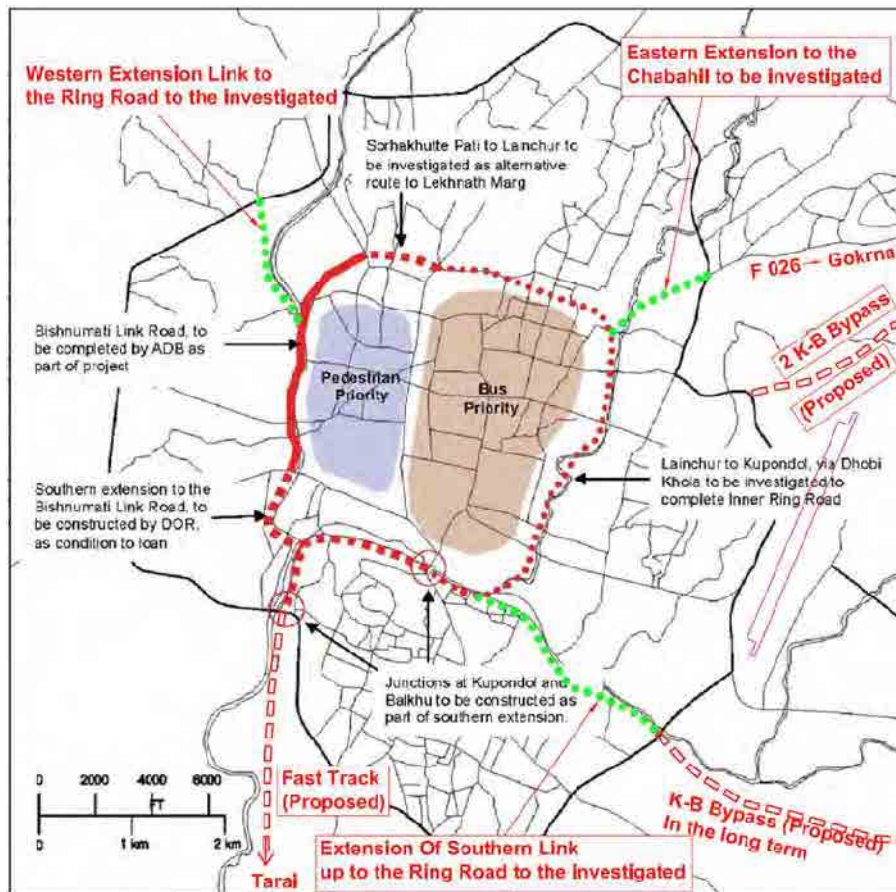 Western Extension Link to
the Ring Road to the investigated
Eastern Extension to the
Chabahil to be investigated
Sorhakhutte Pati to Lainchur to
be investigated as alternative
route to Lekhnath Marg
F 026 → Gokrna
2 K-B Bypass
(Proposed)
Bishnumati Link Road, to
be completed by ADB as
part of project
Pedestrian
Priority
Bus
Priority
Lainchur to Kupondol, via Dhobi
Khola to be investigated to
complete Inner Ring Road
Southern extension to the
Bishnumati Link Road, to
be constructed by DOR,
as condition to loan
Junctions at Kupondol and
Balkhu to be constructed as
part of southern extension.
0 2000 4000 6000
FT
0 1 km 2 km
Fast Track
(Proposed)
K-B Bypass (Proposed)
In the long term
Extension Of Southern Link
up to the Ring Road to the investigated
Tarai